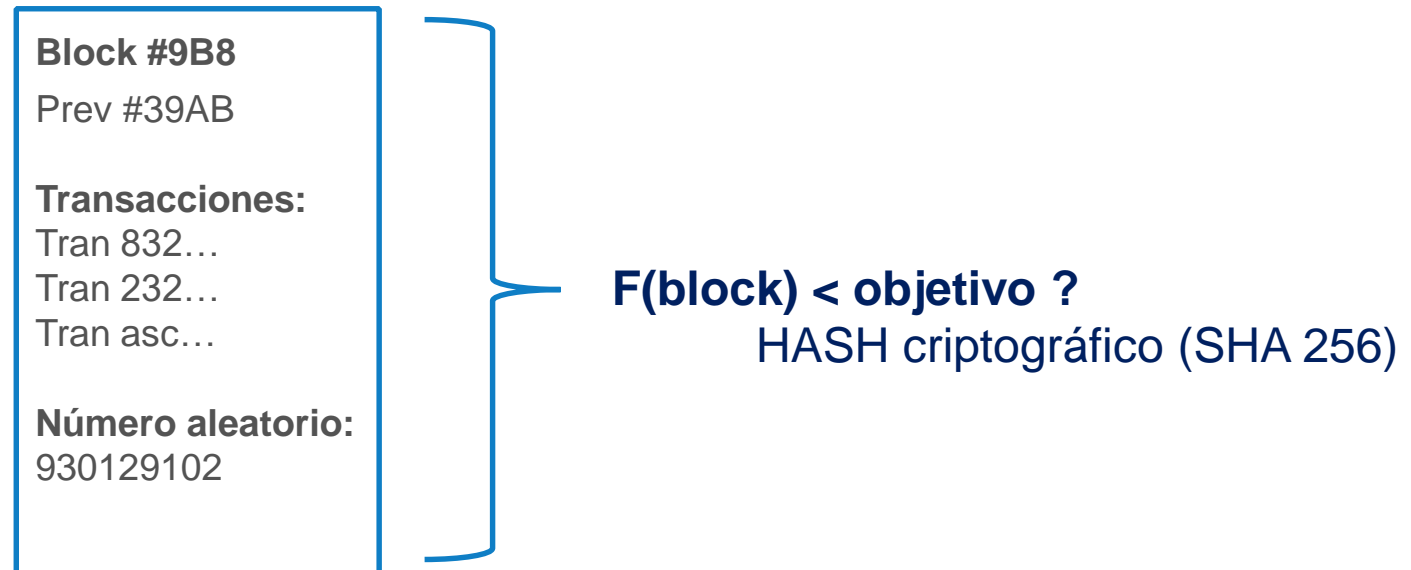 Block #9B8
Prev #39AB
Transacciones:
Tran 832…
Tran 232…
Tran asc…
Número aleatorio:
930129102
F(block) < objetivo ?
HASH criptográfico (SHA 256)